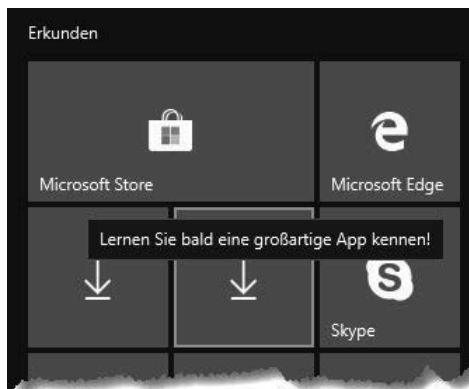 Erkunden
Microsoft Store
Microsoft Edge
Lernen Sie bald eine großartige App kennen!
Skype